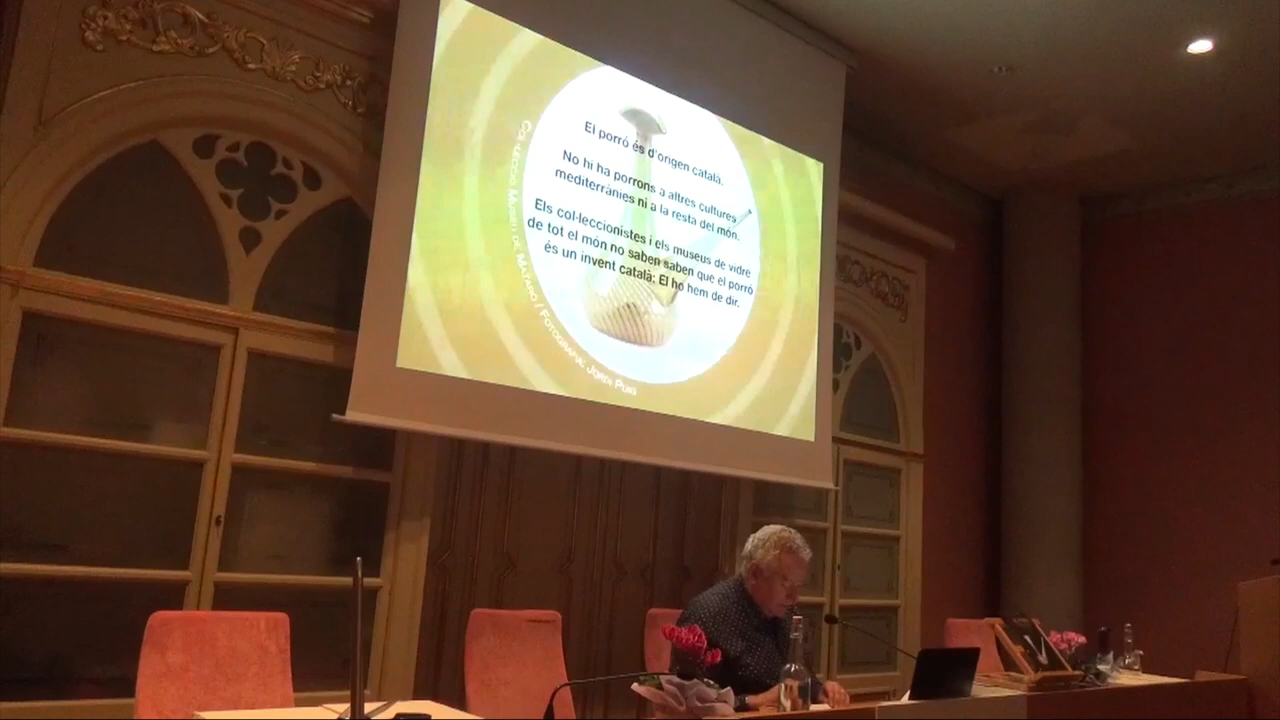 El porró és d'origen català.
No hi ha porrons a altres cultures
mediterrànies ni a la resta del món.
Els col·leccionistes i els museus de vidre
de tot el món no saben saben que el porró
és un invent català: El ho hem de dir.
Col·lecció Museu de Mataró / Fotografia: Jordi Puig